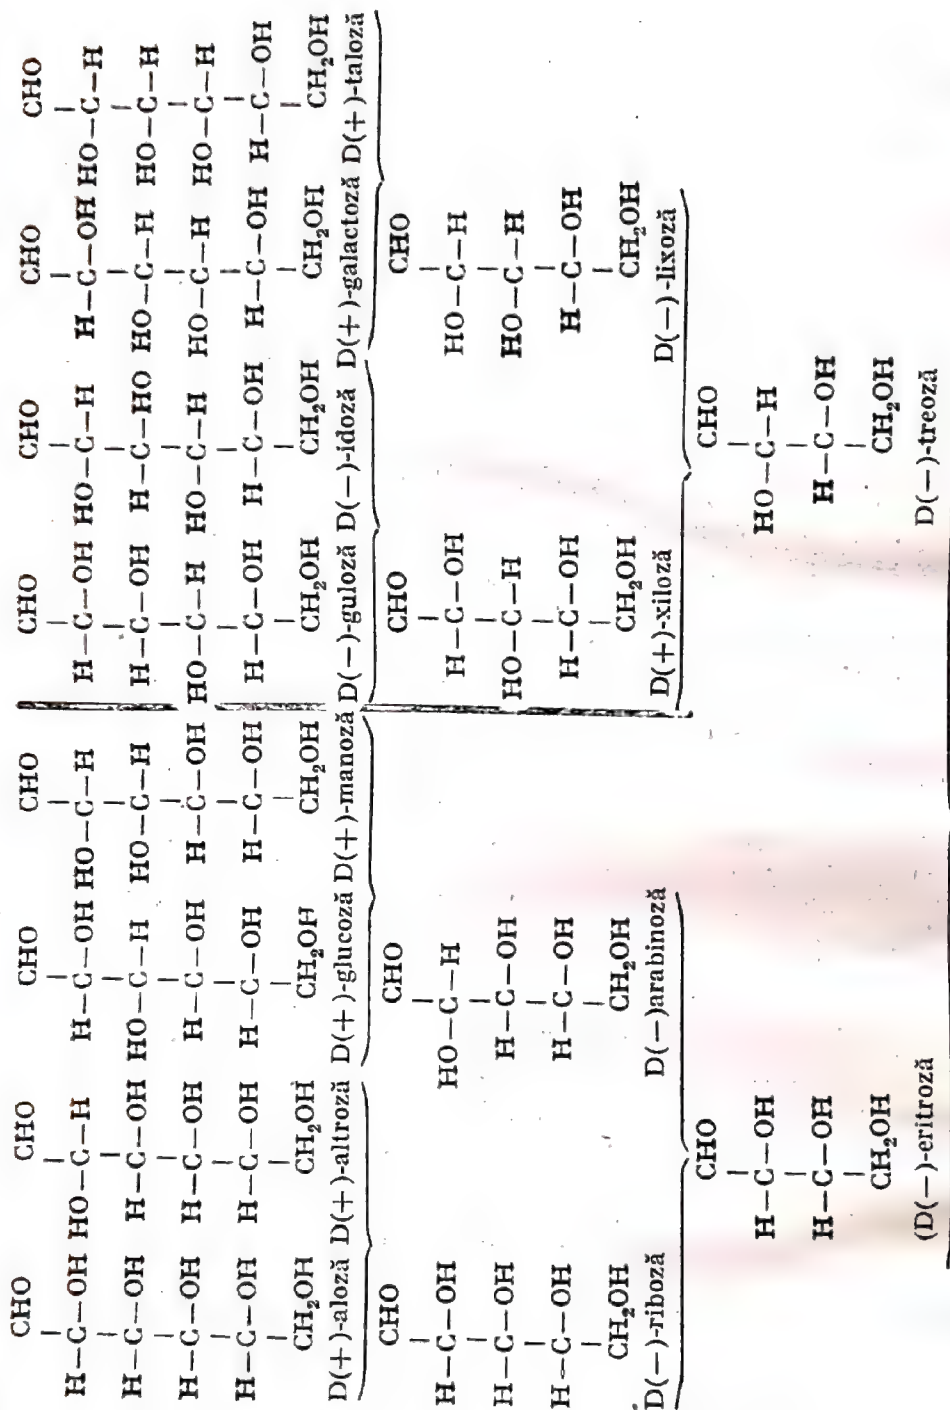 CHO CHO CHO CHO CHO CHO CHO CHO
H—C—OH HO—C—H H—C—OH HO—C—H H—C—OH HO—C—H H—C—OH HO—C—H
H—C—OH H—C—OH HO—C—H HO—C—H H—C—OH H—C—HO HO—C—H HO—C—H
H—C—OH H—C—OH H—C—OH H—C—OH HO—C—H HO—C—H HO—C—H HO—C—H
H—C—OH H—C—OH H—C—OH H—C—OH H—C—OH H—C—OH H—C—OH H—C—OH
CH₂OH CH₂OH CH₂OH CH₂OH CH₂OH CH₂OH CH₂OH CH₂OH
D(+)-aloză D(+)-altroză D(+)-glucoză D(+)-manoză D(—)-guloză D(—)-idoză D(+)-galactoză D(+)-taloză
CHO CHO CHO CHO
H—C—OH HO—C—H H—C—OH HO—C—H
H—C—OH H—C—OH HO—C—H HO—C—H
H—C—OH H—C—OH H—C—OH H—C—OH
CH₂OH CH₂OH CH₂OH CH₂OH
D(—)-riboză D(—)arabinoză D(+)-xiloză D(—)-lixoză
CHO CHO
H—C—OH HO—C—H
H—C—OH H—C—OH
CH₂OH CH₂OH
(D(—)-eritroză D(—)-treoză